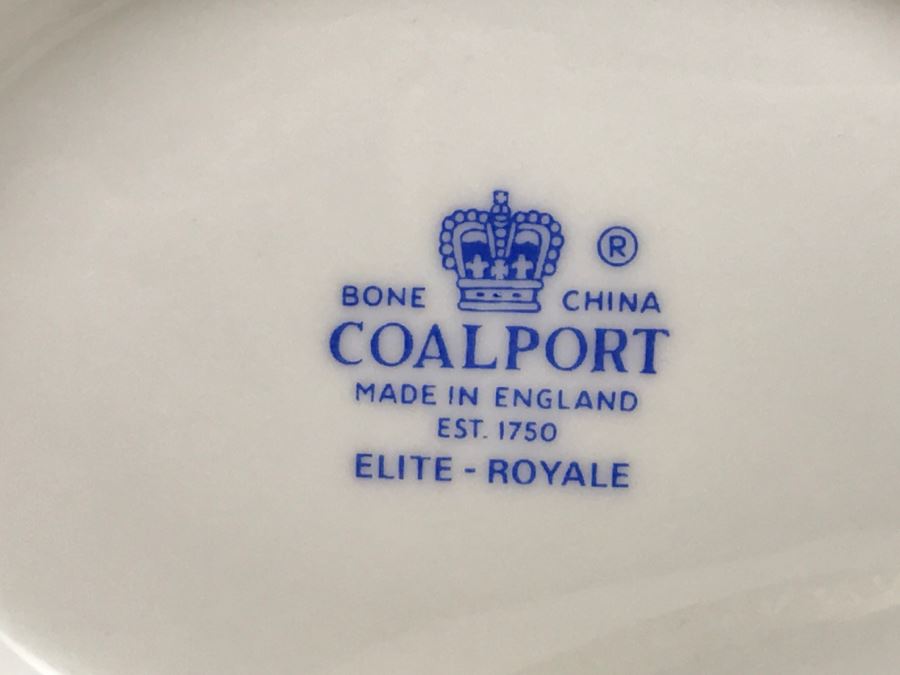 ®
BONE CHINA
COALPORT
MADE IN ENGLAND
EST. 1750
ELITE - ROYALE